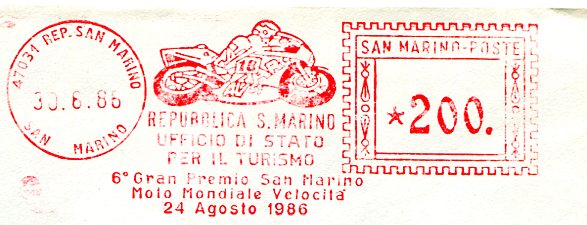 47031 REP. SAN MARINO
30.6.86
SAN MARINO
REPUBBLICA S. MARINO
UFFICIO DI STATO
PER IL TURISMO
6° Gran Premio San Marino
Moto Mondiale Velocità
24 Agosto 1986
SAN MARINO-POSTE
*200.